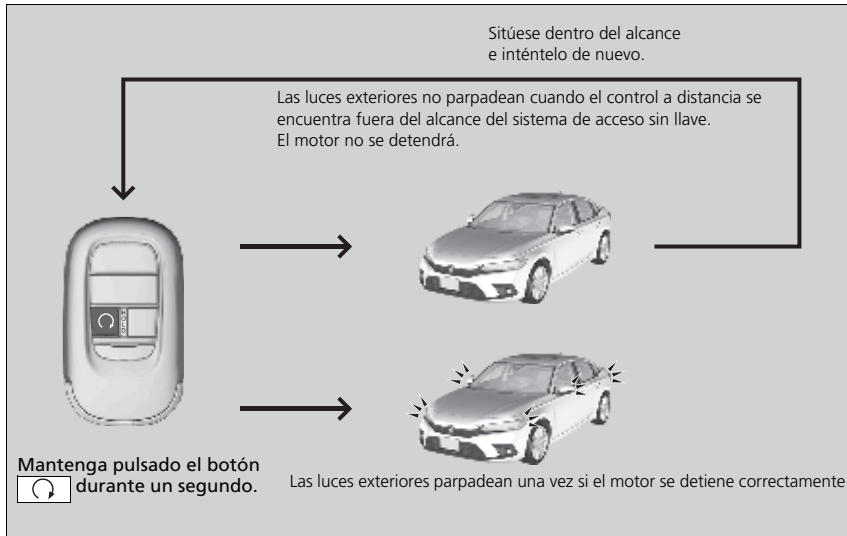 Sitúese dentro del alcance
e inténtelo de nuevo.
Las luces exteriores no parpadean cuando el control a distancia se
encuentra fuera del alcance del sistema de acceso sin llave.
El motor no se detendrá.
Mantenga pulsado el botón
durante un segundo.
Las luces exteriores parpadean una vez si el motor se detiene correctamente